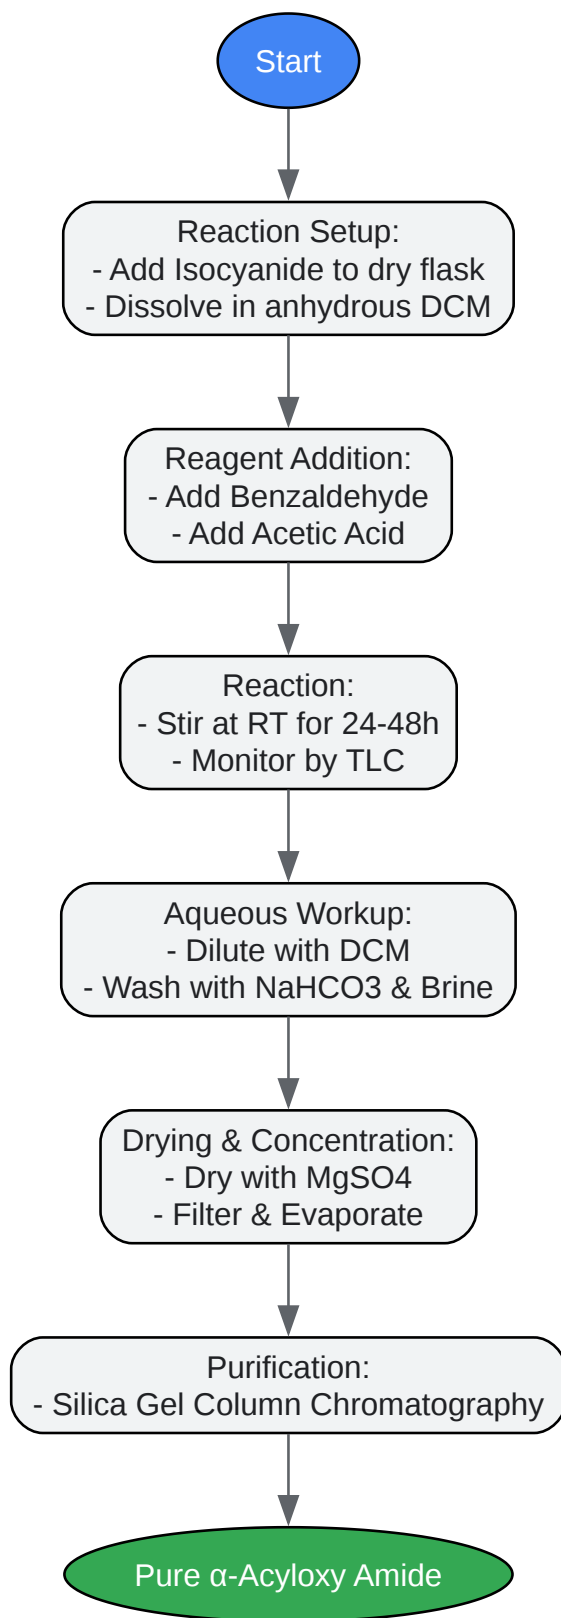 Start
Reaction Setup:
- Add Isocyanide to dry flask
- Dissolve in anhydrous DCM
Reagent Addition:
- Add Benzaldehyde
- Add Acetic Acid
Reaction:
- Stir at RT for 24-48h
- Monitor by TLC
Aqueous Workup:
- Dilute with DCM
- Wash with NaHCO3 & Brine
Drying & Concentration:
- Dry with MgSO4
- Filter & Evaporate
Purification:
- Silica Gel Column Chromatography
Pure α-Acyloxy Amide